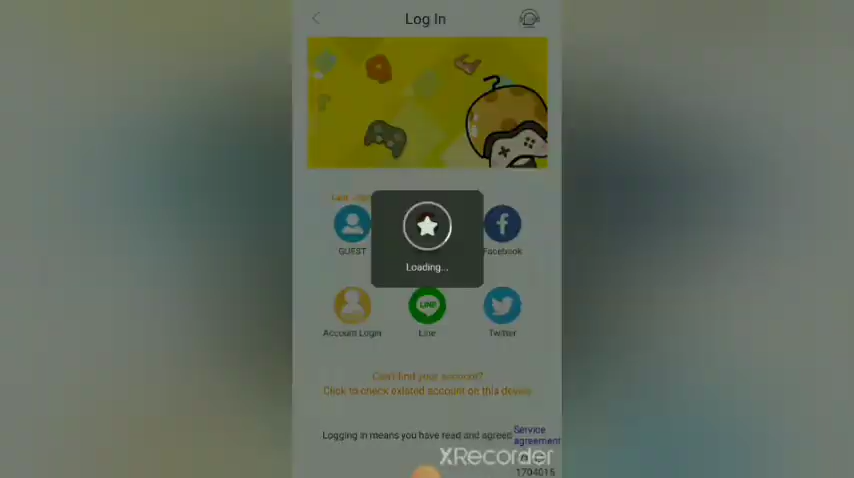 Log In
GUEST
Facebook
Loading...
Account Login
LINE
Line
Twitter
Can't find your account?
Click to check existed account on this device
Logging in means you have read and agreed
Service
agreement
XRecorder
1704015